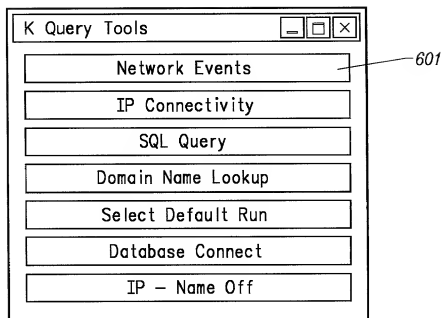 K Query Tools
Network Events
601
IP Connectivity
SQL Query
Domain Name Lookup
Select Default Run
Database Connect
IP – Name Off